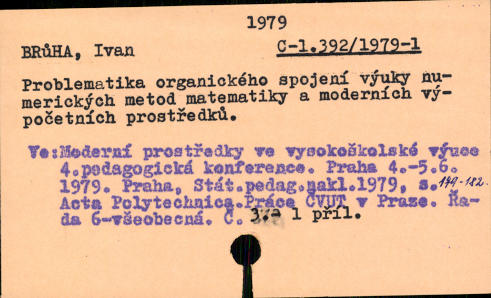 1979
BRůHA, Ivan C-1.392/1979-1
Problematika organického spojení výuky nu-
merických metod matematiky a moderních vý-
početních prostředků.
Ve:Moderní prostředky ve vysokoškolské výuce
4.pedagogická konference. Praha 4.-5.6.
1979. Praha, Stát.pedag.nakl.1979, s.179-182.
Acta Polytechnica.Práce ČVUT v Praze. Řa-
da 6-všeobecná. Č. 1 příl.